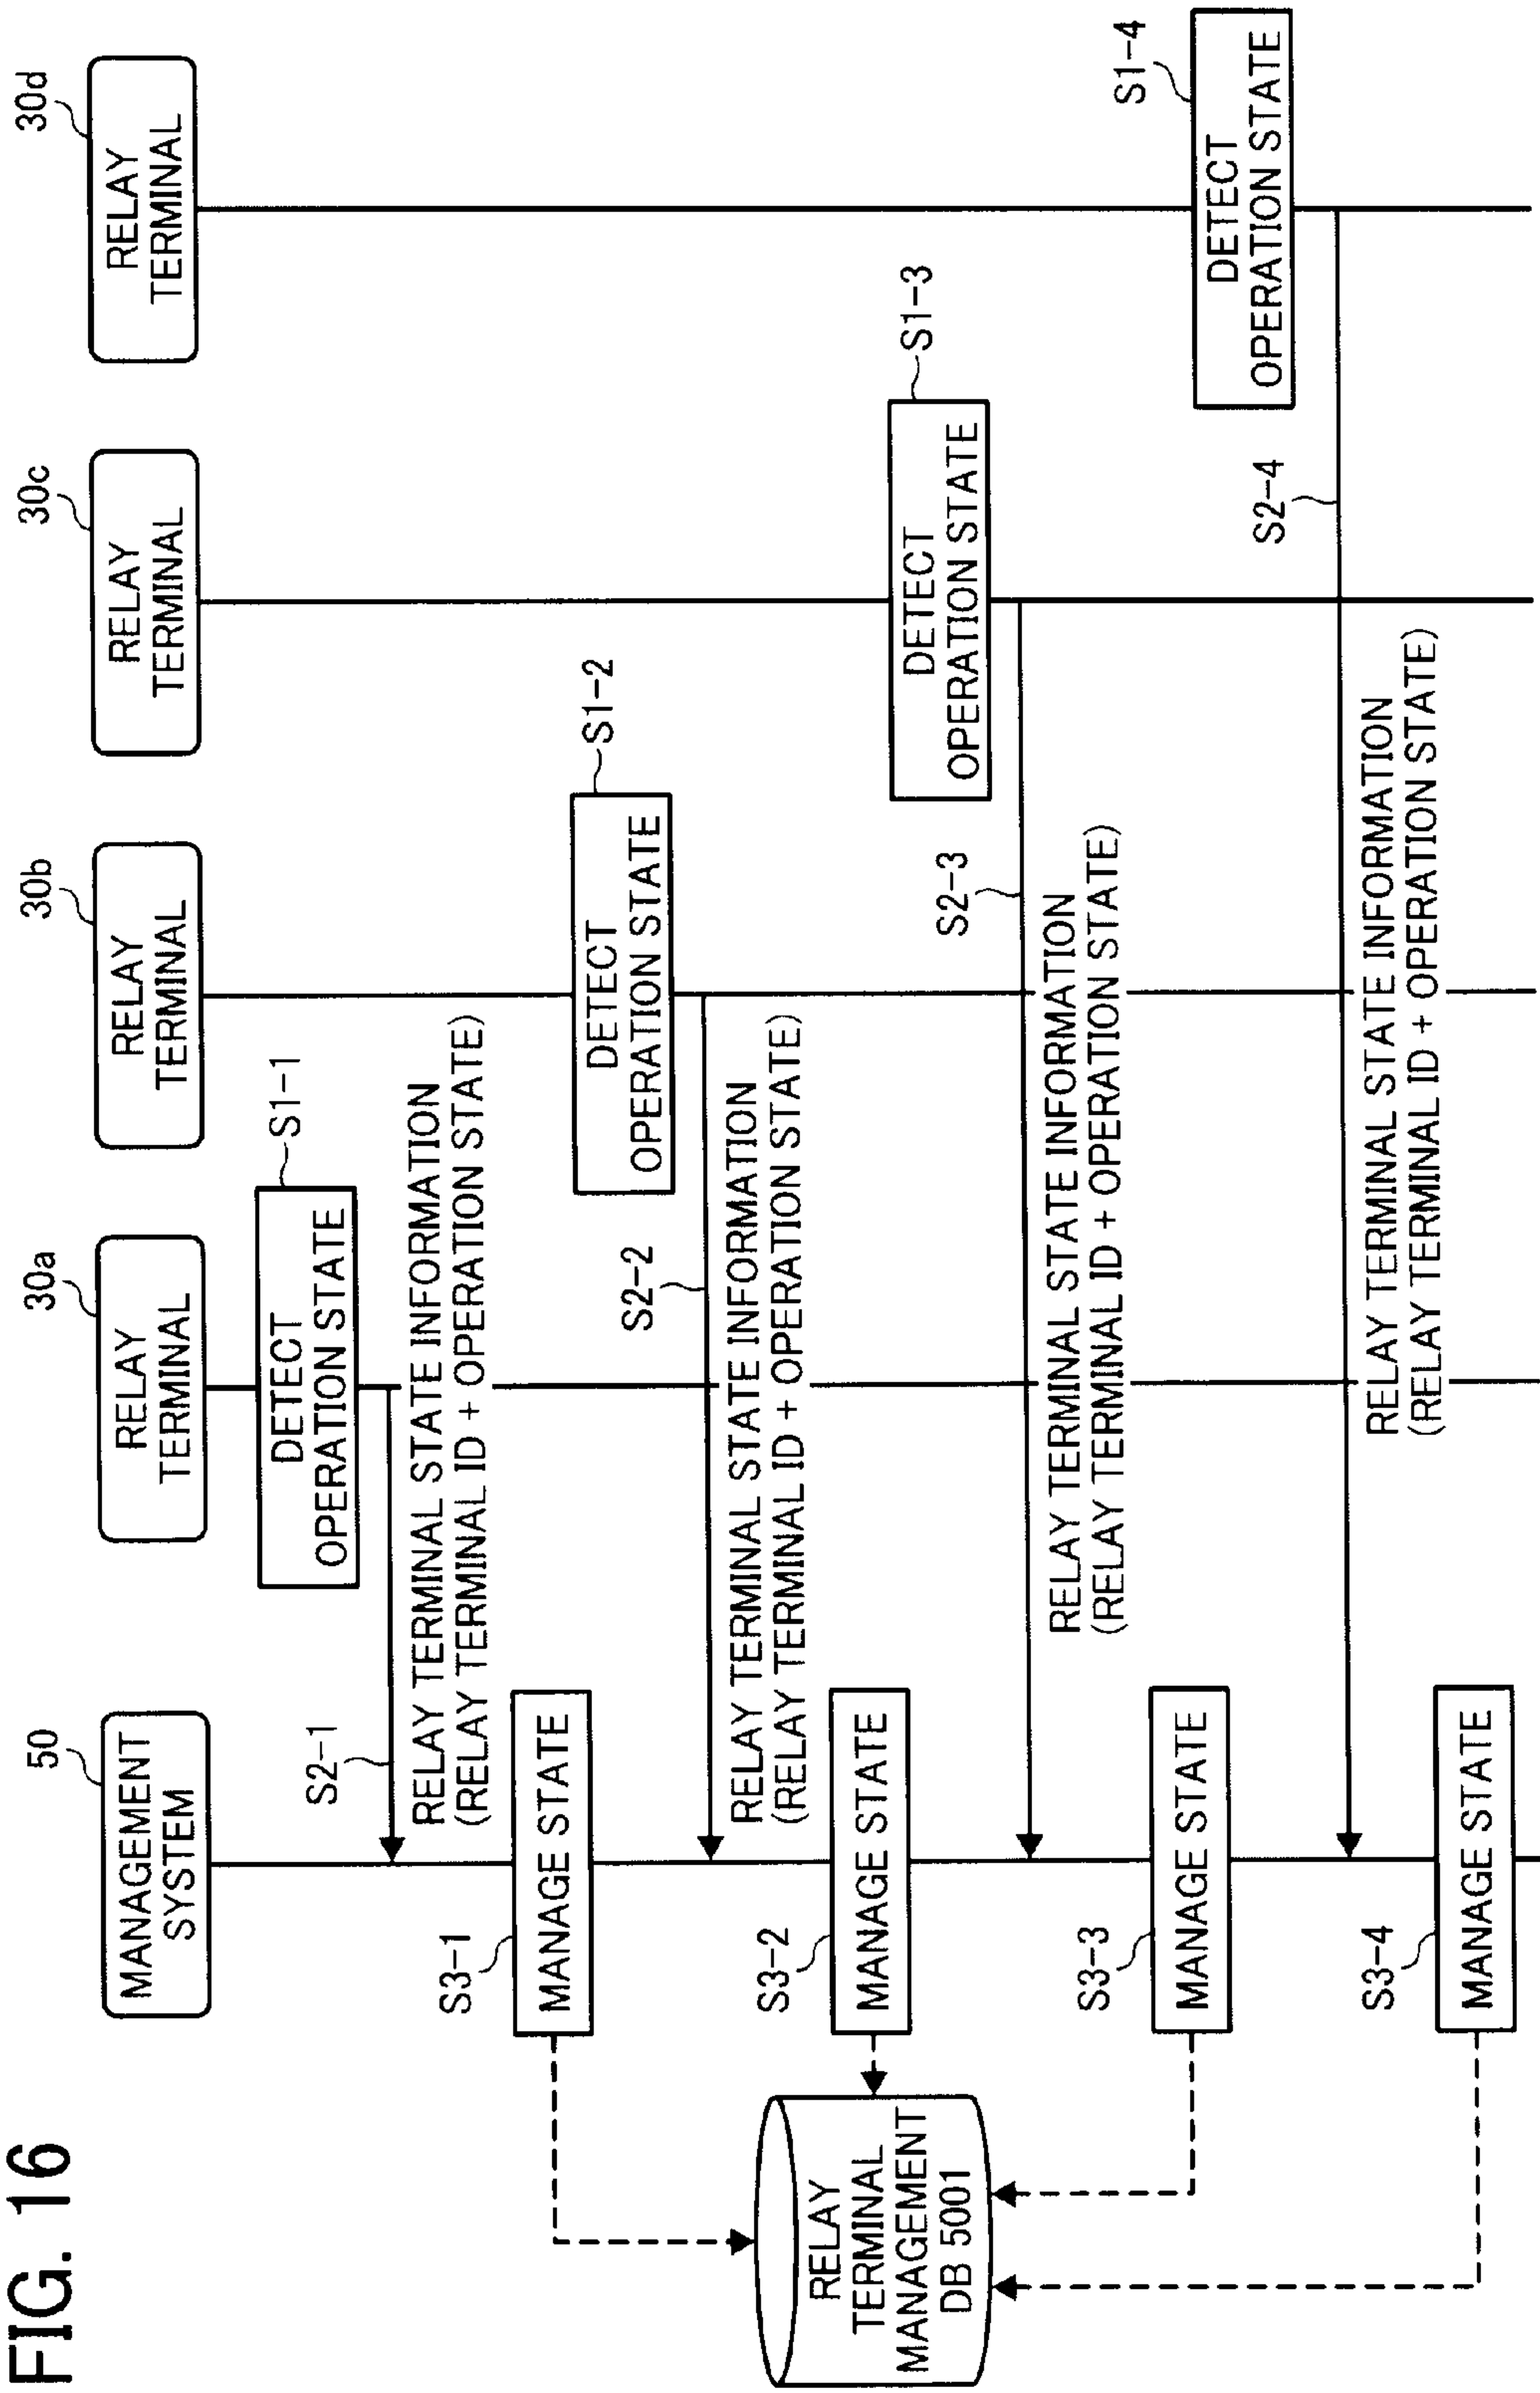 FIG. 16
50
MANAGEMENT
SYSTEM
30a
RELAY
TERMINAL
30b
RELAY
TERMINAL
30c
RELAY
TERMINAL
30d
RELAY
TERMINAL
S1-1
DETECT
OPERATION STATE
S2-1
RELAY TERMINAL STATE INFORMATION
(RELAY TERMINAL ID + OPERATION STATE)
S3-1
MANAGE STATE
S1-2
DETECT
OPERATION STATE
S2-2
RELAY TERMINAL STATE INFORMATION
(RELAY TERMINAL ID + OPERATION STATE)
S3-2
MANAGE STATE
RELAY
TERMINAL
MANAGEMENT
DB 5001
S1-3
DETECT
OPERATION STATE
S2-3
RELAY TERMINAL STATE INFORMATION
(RELAY TERMINAL ID + OPERATION STATE)
S3-3
MANAGE STATE
S1-4
DETECT
OPERATION STATE
S2-4
RELAY TERMINAL STATE INFORMATION
(RELAY TERMINAL ID + OPERATION STATE)
S3-4
MANAGE STATE